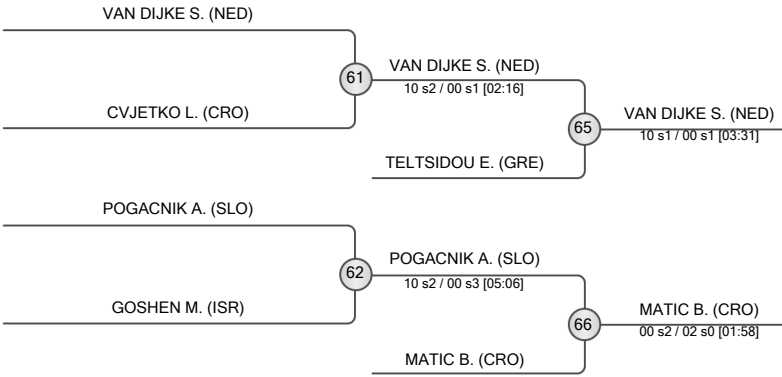 VAN DIJKE S. (NED)
61
VAN DIJKE S. (NED)
10 s2 / 00 s1 [02:16]
CVJETKO L. (CRO)
65
VAN DIJKE S. (NED)
10 s1 / 00 s1 [03:31]
TELTSIDOU E. (GRE)
POGACNIK A. (SLO)
62
POGACNIK A. (SLO)
10 s2 / 00 s3 [05:06]
GOSHEN M. (ISR)
66
MATIC B. (CRO)
00 s2 / 02 s0 [01:58]
MATIC B. (CRO)